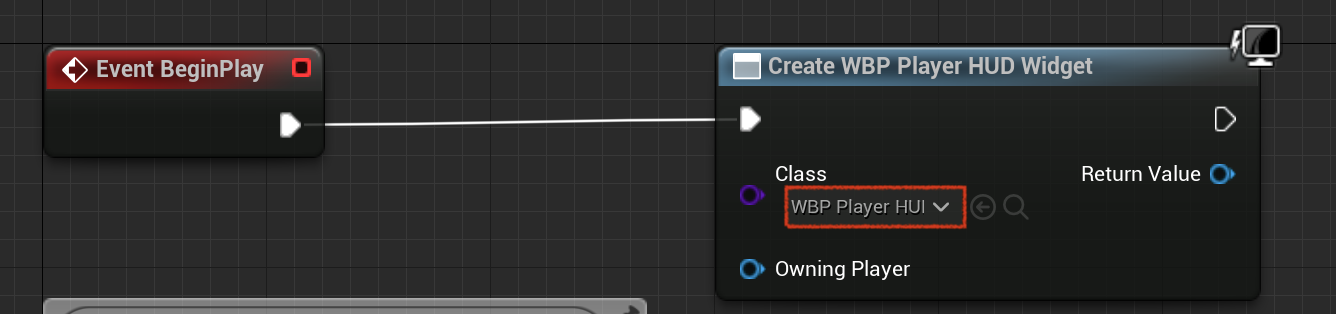 Event BeginPlay
Create WBP Player HUD Widget
Class
Return Value
WBP Player HUI
Owning Player